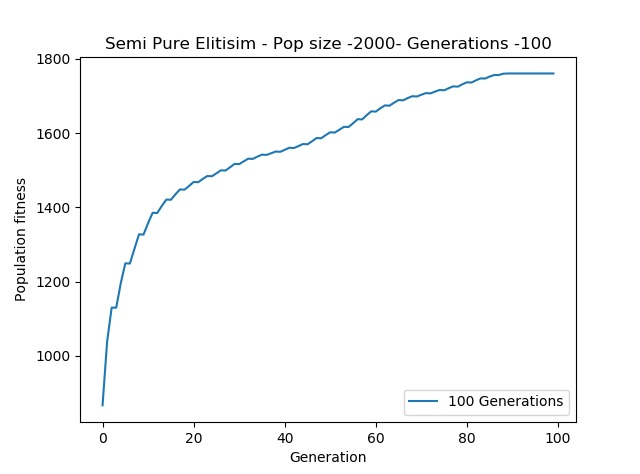 Semi Pure Elitisim - Pop size -2000- Generations -100
1800
1600
1400
1200
1000
Population fitness
0 20 40 60 80 100
Generation
100 Generations